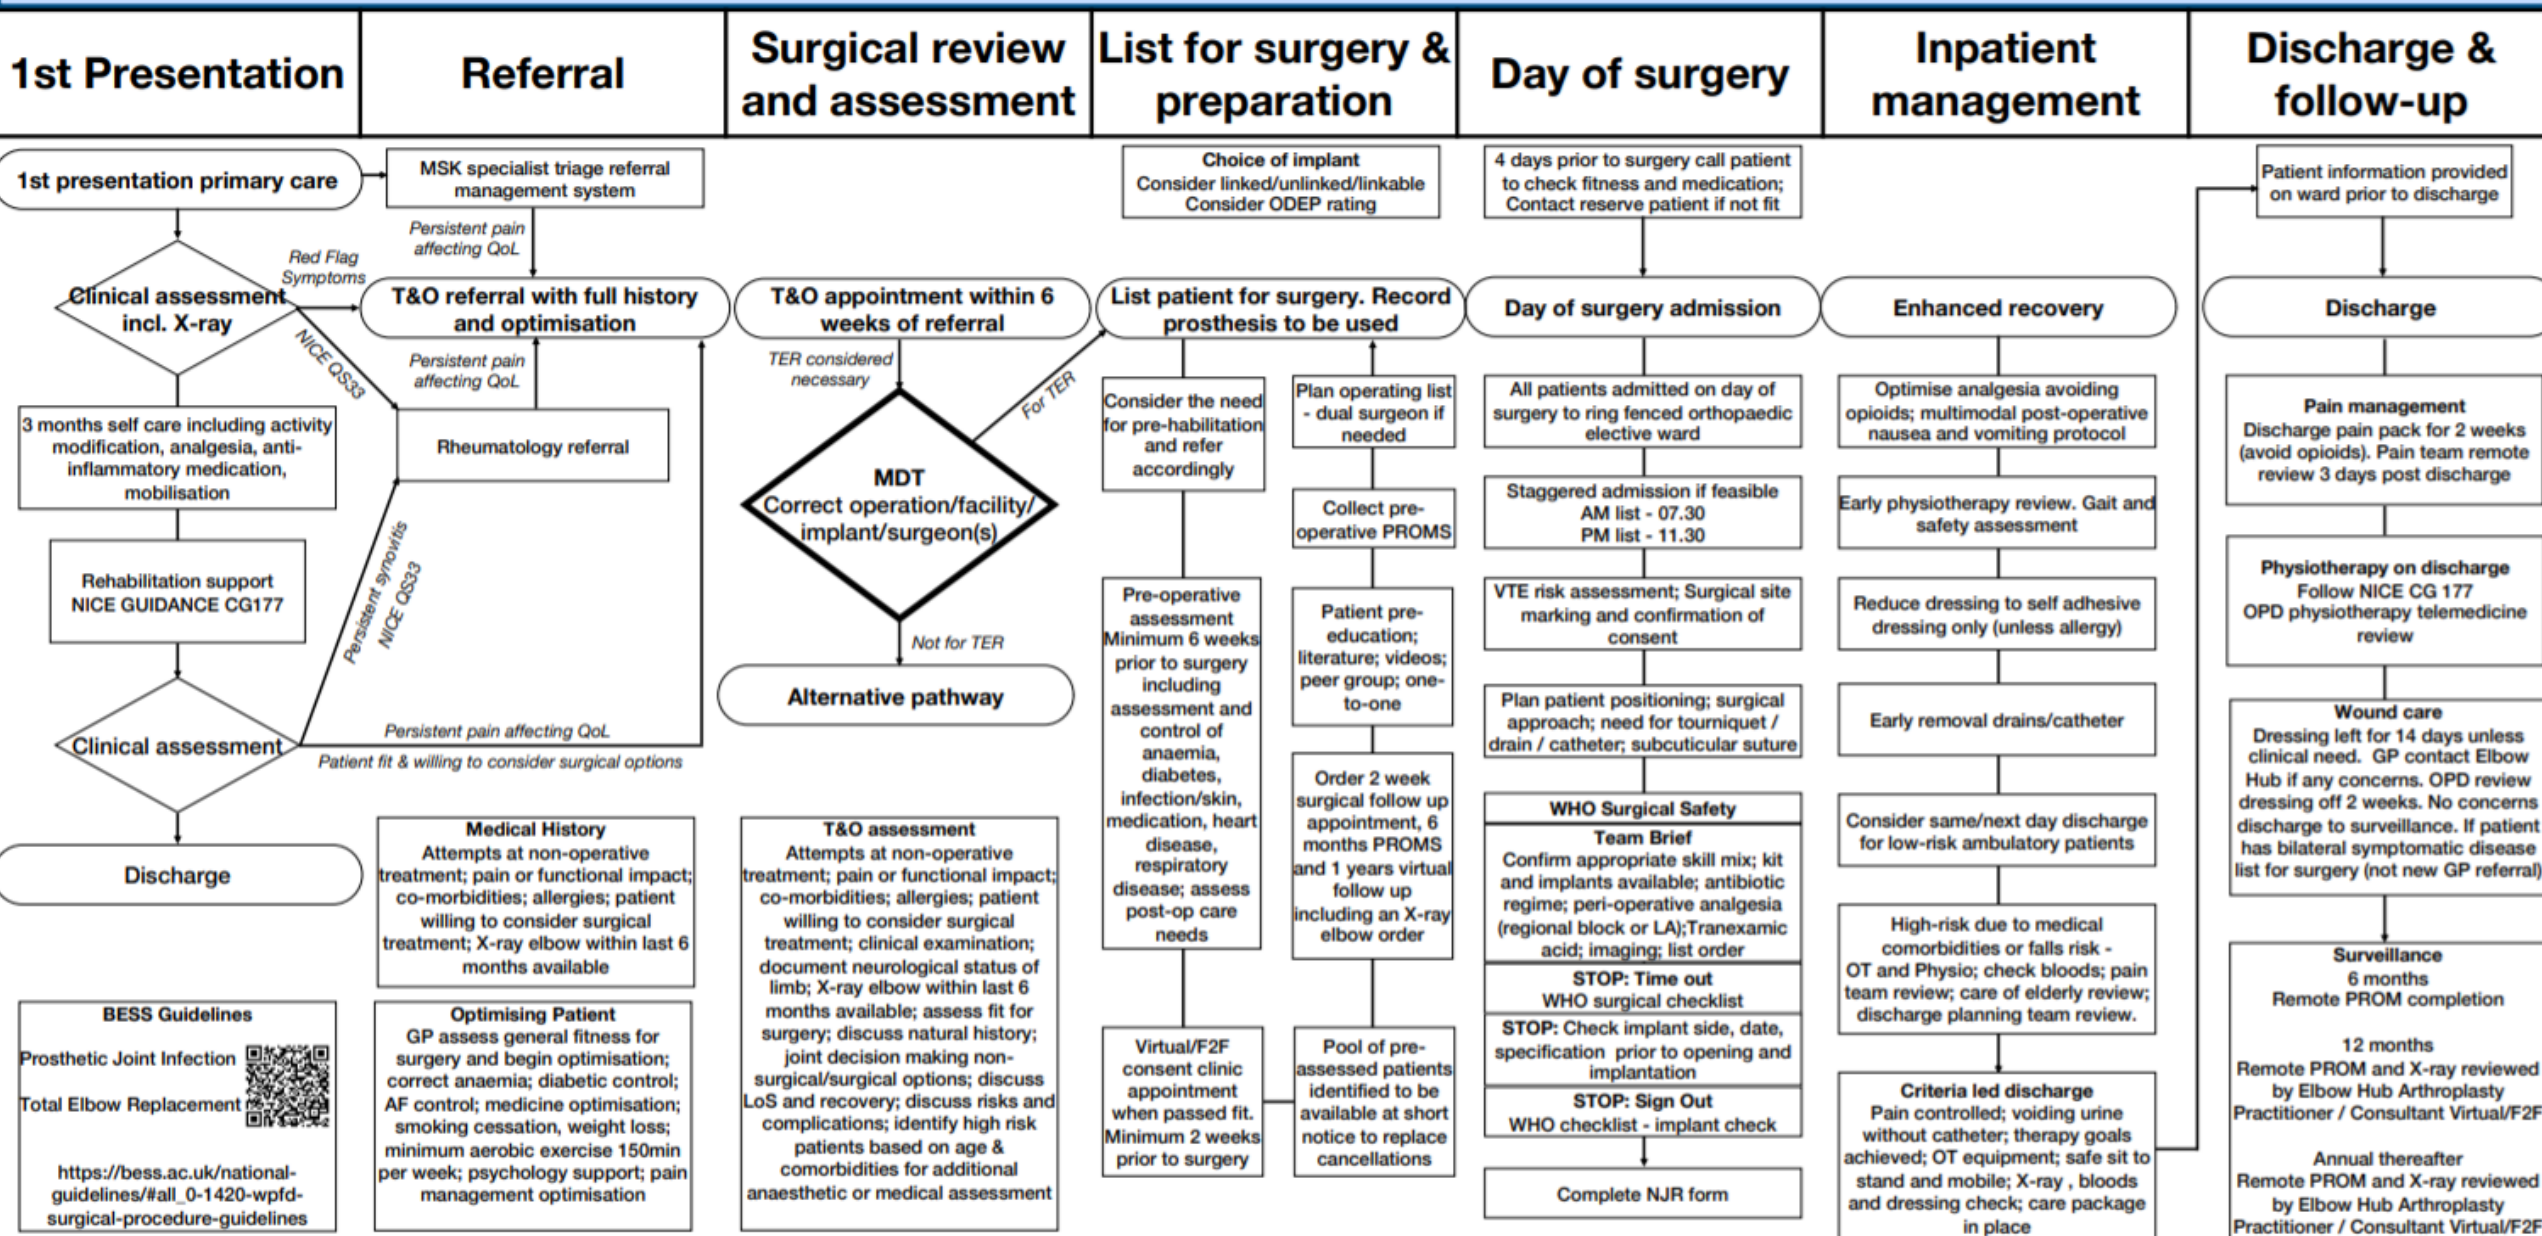 1st Presentation
Referral
Surgical review
and assessment
List for surgery &
preparation
Day of surgery
Inpatient
management
Discharge &
follow-up
1st presentation primary care
Clinical assessment
incl. X-ray
Red Flag
Symptoms
NICE QS33
3 months self care including activity
modification, analgesia, anti-
inflammatory medication,
mobilisation
Rehabilitation support
NICE GUIDANCE CG177
Persistent synovitis
NICE QS33
Clinical assessment
Persistent pain affecting QoL
Patient fit & willing to consider surgical options
Discharge
BESS Guidelines
Prosthetic Joint Infection
Total Elbow Replacement
https://bess.ac.uk/national-
guidelines/#all_0-1420-wpfd-
surgical-procedure-guidelines
MSK specialist triage referral
management system
Persistent pain
affecting QoL
T&O referral with full history
and optimisation
Persistent pain
affecting QoL
Rheumatology referral
Medical History
Attempts at non-operative
treatment; pain or functional impact;
co-morbidities; allergies; patient
willing to consider surgical
treatment; X-ray elbow within last 6
months available
Optimising Patient
GP assess general fitness for
surgery and begin optimisation;
correct anaemia; diabetic control;
AF control; medicine optimisation;
smoking cessation, weight loss;
minimum aerobic exercise 150min
per week; psychology support; pain
management optimisation
T&O appointment within 6
weeks of referral
TER considered
necessary
For TER
MDT
Correct operation/facility/
implant/surgeon(s)
Not for TER
Alternative pathway
T&O assessment
Attempts at non-operative
treatment; pain or functional impact;
co-morbidities; allergies; patient
willing to consider surgical
treatment; clinical examination;
document neurological status of
limb; X-ray elbow within last 6
months available; assess fit for
surgery; discuss natural history;
joint decision making non-
surgical/surgical options; discuss
LoS and recovery; discuss risks and
complications; identify high risk
patients based on age &
comorbidities for additional
anaesthetic or medical assessment
Choice of implant
Consider linked/unlinked/linkable
Consider ODEP rating
List patient for surgery. Record
prosthesis to be used
Consider the need
for pre-habilitation
and refer
accordingly
Pre-operative
assessment
Minimum 6 weeks
prior to surgery
including
assessment and
control of
anaemia,
diabetes,
infection/skin,
medication, heart
disease,
respiratory
disease; assess
post-op care
needs
Virtual/F2F
consent clinic
appointment
when passed fit.
Minimum 2 weeks
prior to surgery
Plan operating list
- dual surgeon if
needed
Collect pre-
operative PROMS
Patient pre-
education;
literature; videos;
peer group; one-
to-one
Order 2 week
surgical follow up
appointment, 6
months PROMS
and 1 years virtual
follow up
including an X-ray
elbow order
Pool of pre-
assessed patients
identified to be
available at short
notice to replace
cancellations
4 days prior to surgery call patient
to check fitness and medication;
Contact reserve patient if not fit
Day of surgery admission
All patients admitted on day of
surgery to ring fenced orthopaedic
elective ward
Staggered admission if feasible
AM list - 07.30
PM list - 11.30
VTE risk assessment; Surgical site
marking and confirmation of
consent
Plan patient positioning; surgical
approach; need for tourniquet /
drain / catheter; subcuticular suture
WHO Surgical Safety
Team Brief
Confirm appropriate skill mix; kit
and implants available; antibiotic
regime; peri-operative analgesia
(regional block or LA);Tranexamic
acid; imaging; list order
STOP: Time out
WHO surgical checklist
STOP: Check implant side, date,
specification prior to opening and
implantation
STOP: Sign Out
WHO checklist - implant check
Complete NJR form
Enhanced recovery
Optimise analgesia avoiding
opioids; multimodal post-operative
nausea and vomiting protocol
Early physiotherapy review. Gait and
safety assessment
Reduce dressing to self adhesive
dressing only (unless allergy)
Early removal drains/catheter
Consider same/next day discharge
for low-risk ambulatory patients
High-risk due to medical
comorbidities or falls risk -
OT and Physio; check bloods; pain
team review; care of elderly review;
discharge planning team review.
Criteria led discharge
Pain controlled; voiding urine
without catheter; therapy goals
achieved; OT equipment; safe sit to
stand and mobile; X-ray , bloods
and dressing check; care package
in place
Patient information provided
on ward prior to discharge
Discharge
Pain management
Discharge pain pack for 2 weeks
(avoid opioids). Pain team remote
review 3 days post discharge
Physiotherapy on discharge
Follow NICE CG 177
OPD physiotherapy telemedicine
review
Wound care
Dressing left for 14 days unless
clinical need. GP contact Elbow
Hub if any concerns. OPD review
dressing off 2 weeks. No concerns
discharge to surveillance. If patient
has bilateral symptomatic disease
list for surgery (not new GP referral)
Surveillance
6 months
Remote PROM completion
12 months
Remote PROM and X-ray reviewed
by Elbow Hub Arthroplasty
Practitioner / Consultant Virtual/F2F
Annual thereafter
Remote PROM and X-ray reviewed
by Elbow Hub Arthroplasty
Practitioner / Consultant Virtual/F2F